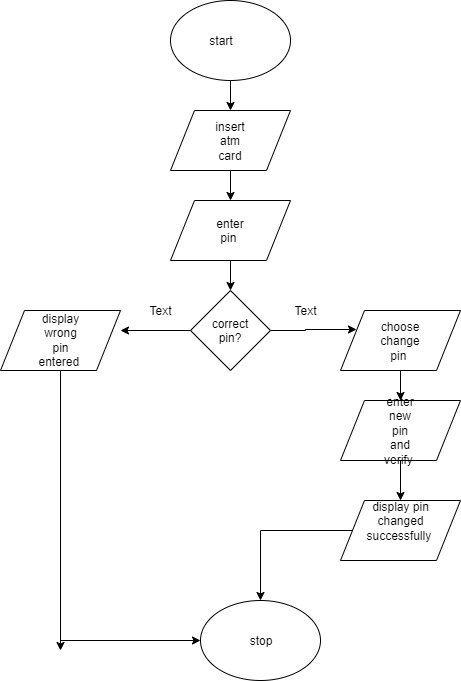 start
insert
atm
card
enter
pin
Text
Text
correct
pin?
display
wrong
pin
entered
choose
change
pin
enter
new
pin
and
verify
display pin
changed
successfully
stop